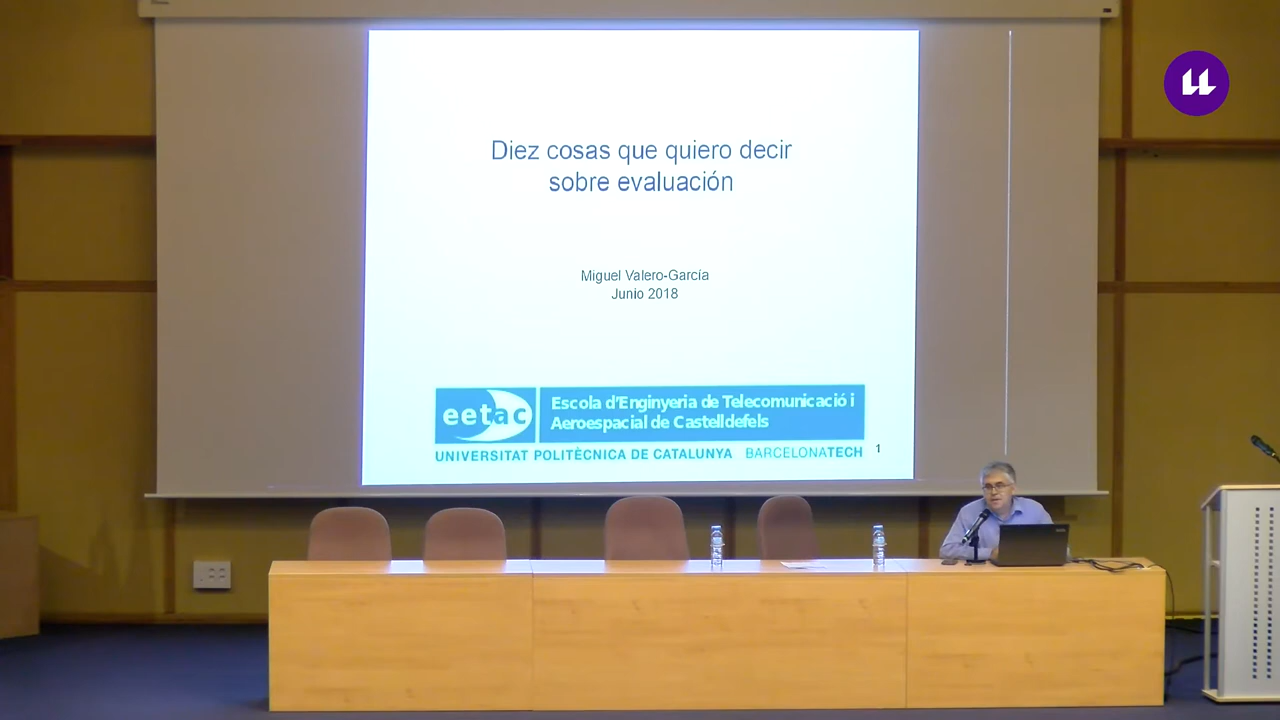 Diez cosas que quiero decir
sobre evaluación
Miguel Valero-García
Junio 2018
eetac
Escola d'Enginyeria de Telecomunicació i
Aeroespacial de Castelldefels
UNIVERSITAT POLITÈCNICA DE CATALUNYA BARCELONATECH
1